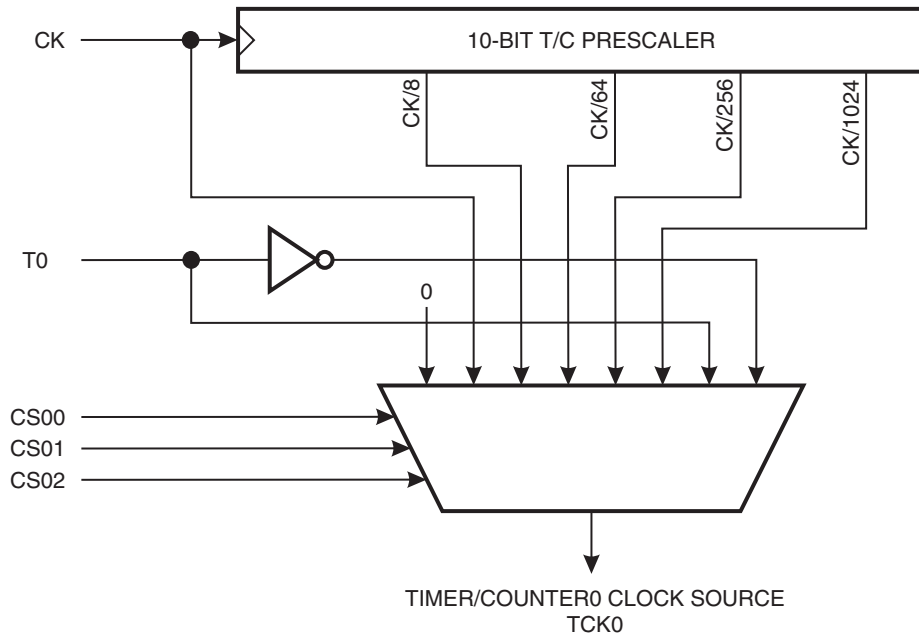 CK
10-BIT T/C PRESCALER
CK/8
CK/64
CK/256
CK/1024
T0
0
CS00
CS01
CS02
TIMER/COUNTER0 CLOCK SOURCE
TCK0